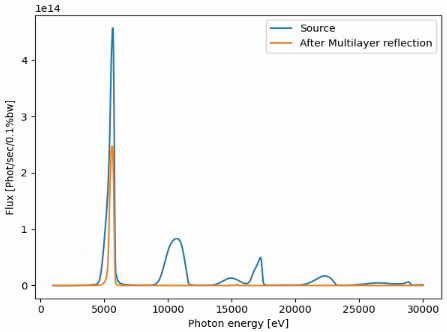 1e14
Source
After Multilayer reflection
4
3
2
1
0
Flux [Phot/sec/0.1%bw]
0 5000 10000 15000 20000 25000 30000
Photon energy [eV]